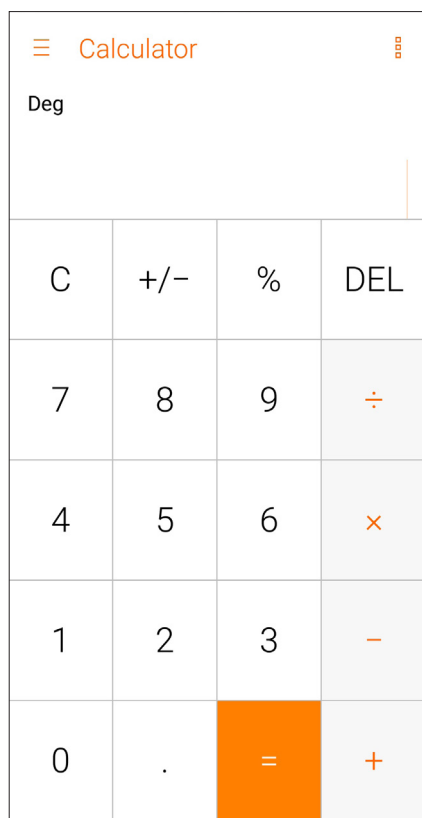 Calculator
Deg
C +/− % DEL
7 8 9 ÷
4 5 6 ×
1 2 3 −
0 . = +